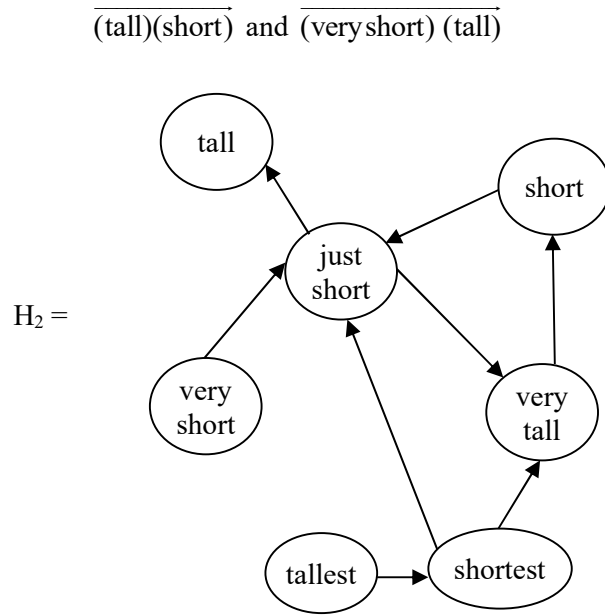 (tall)(short) and (very short) (tall)
tall
short
just
short
H₂ =
very
short
very
tall
tallest
shortest